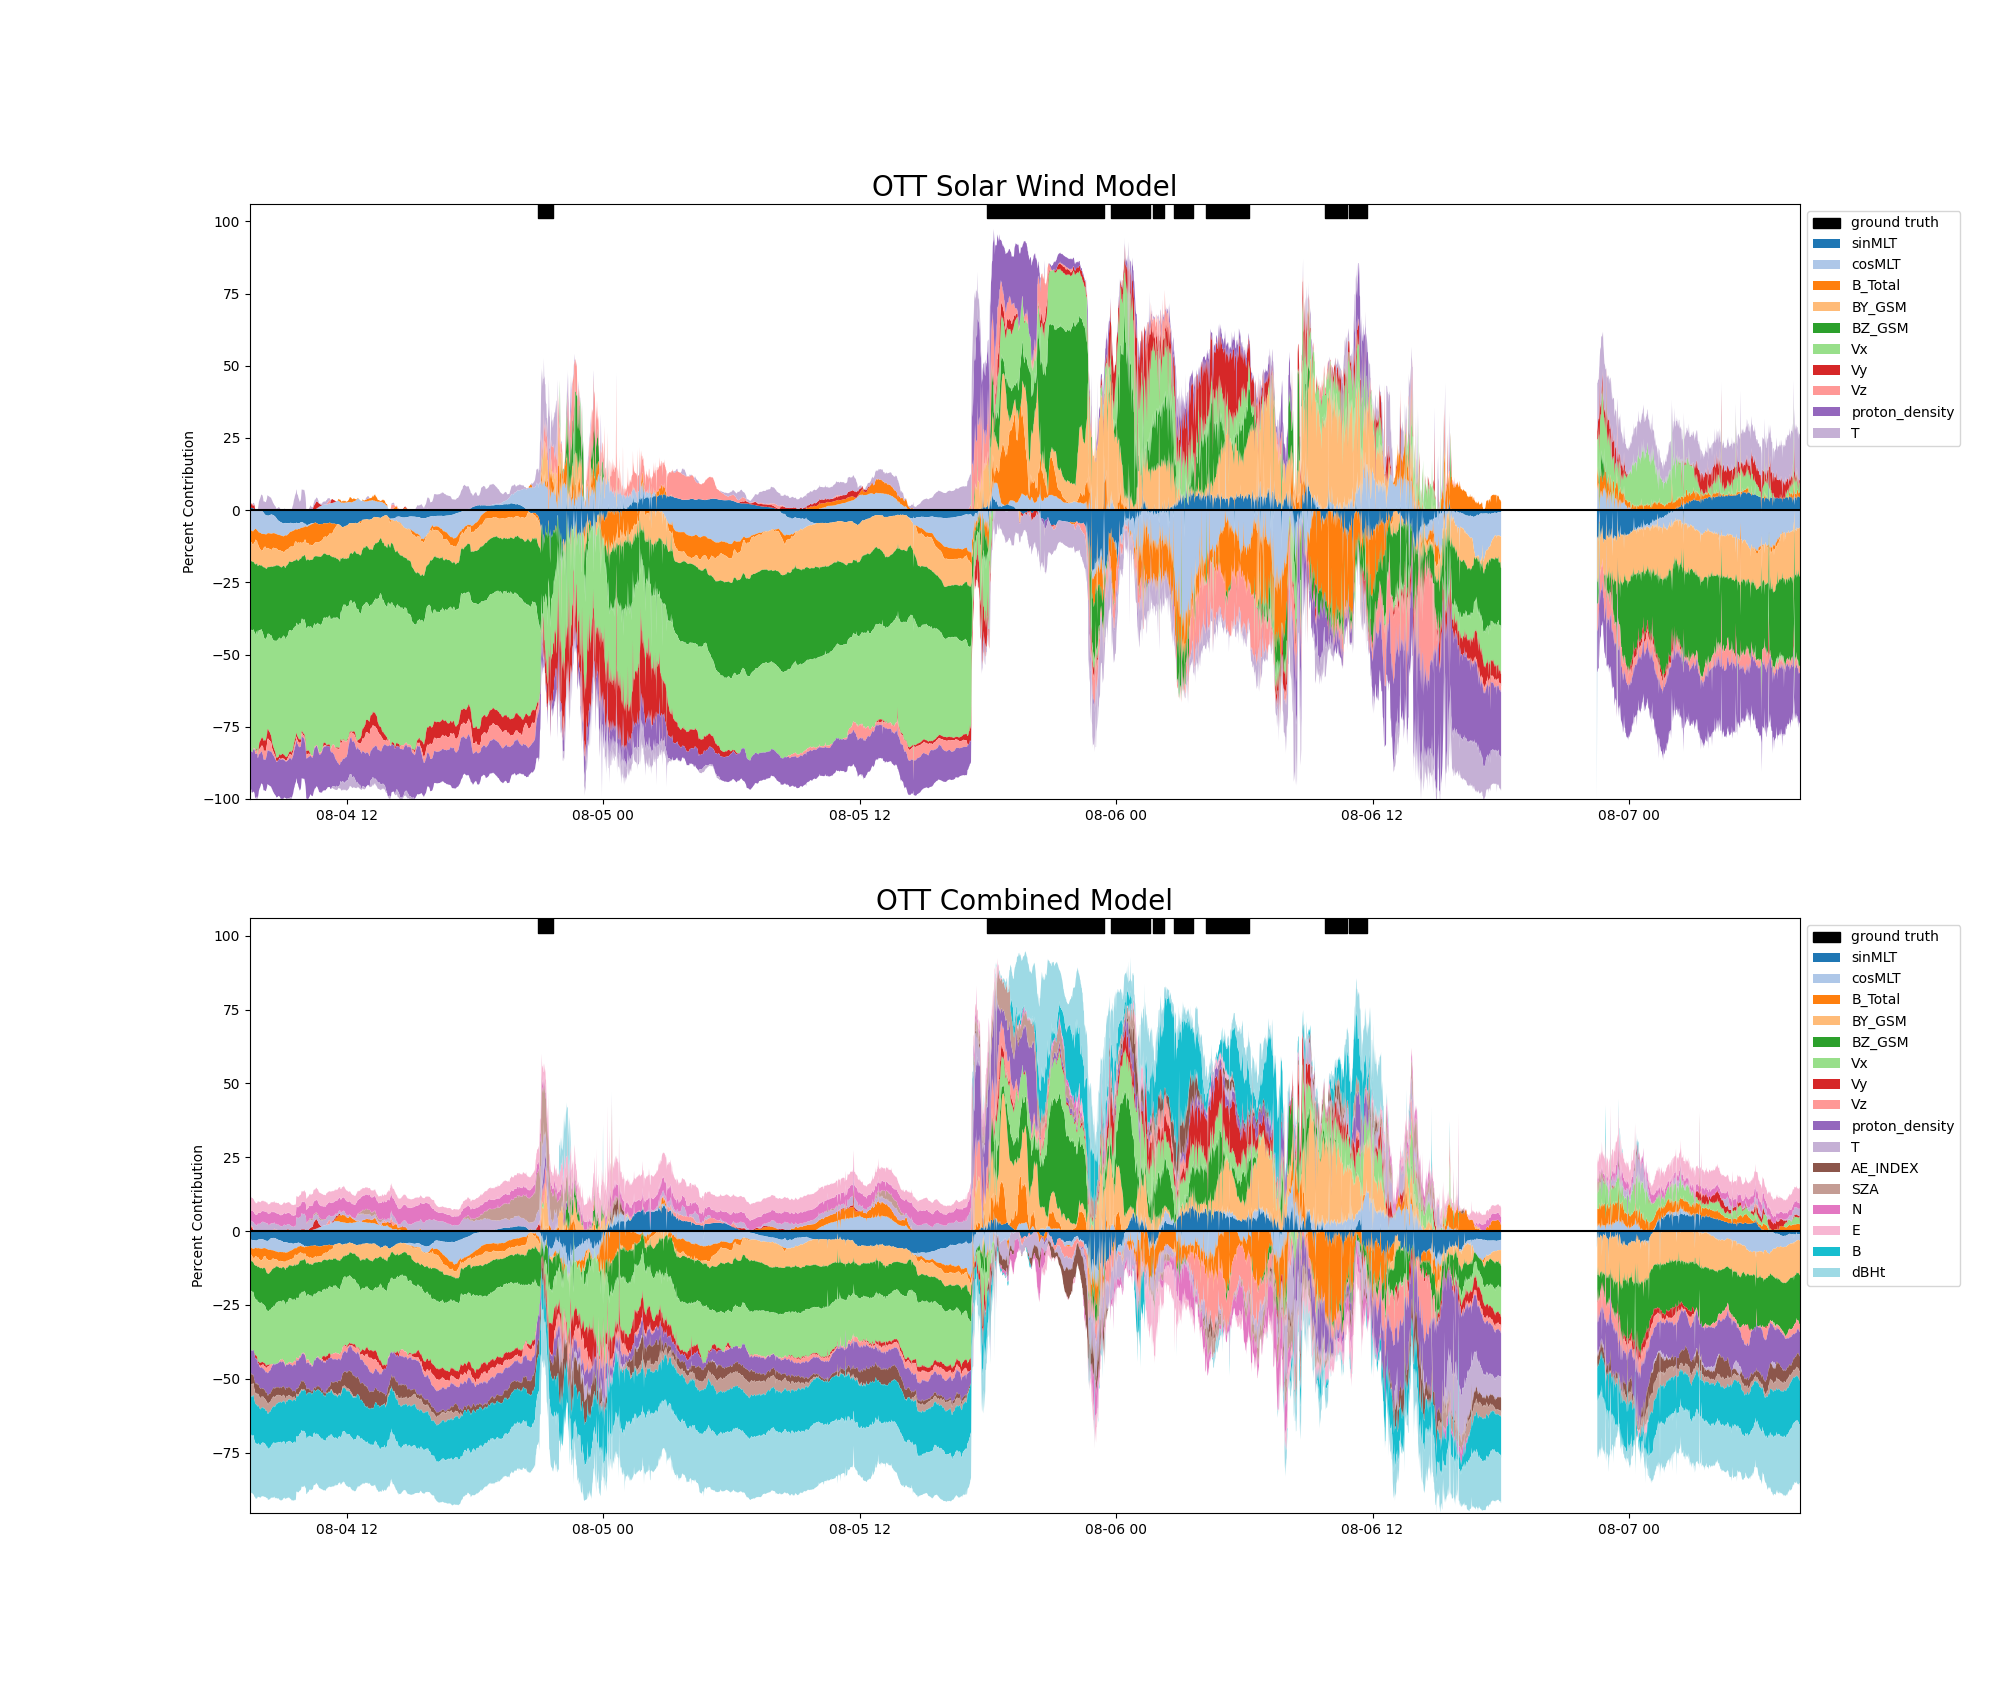 OTT Solar Wind Model
Percent Contribution
100
75
50
25
0
−25
−50
−75
−100
08-04 12
08-05 00
08-05 12
08-06 00
08-06 12
08-07 00
ground truth
sinMLT
cosMLT
B_Total
BY_GSM
BZ_GSM
Vx
Vy
Vz
proton_density
T
OTT Combined Model
Percent Contribution
100
75
50
25
0
−25
−50
−75
08-04 12
08-05 00
08-05 12
08-06 00
08-06 12
08-07 00
ground truth
sinMLT
cosMLT
B_Total
BY_GSM
BZ_GSM
Vx
Vy
Vz
proton_density
T
AE_INDEX
SZA
N
E
B
dBHt